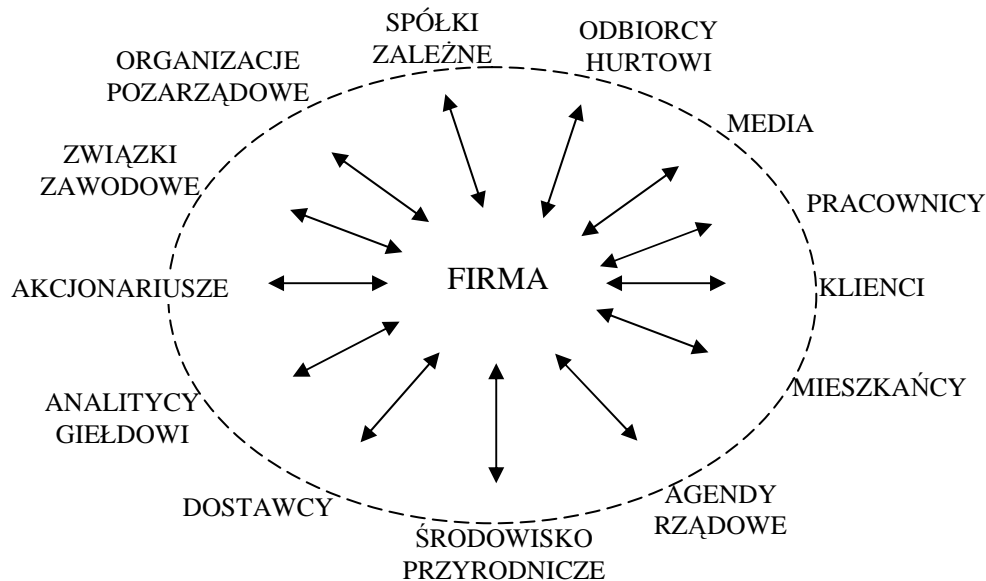 SPÓŁKI
ZALEŻNE
ODBIORCY
HURTOWI
ORGANIZACJE
POZARZĄDOWE
MEDIA
ZWIĄZKI
ZAWODOWE
PRACOWNICY
AKCJONARIUSZE
FIRMA
KLIENCI
ANALITYCY
GIEŁDOWI
MIESZKAŃCY
DOSTAWCY
AGENDY
RZĄDOWE
ŚRODOWISKO
PRZYRODNICZE